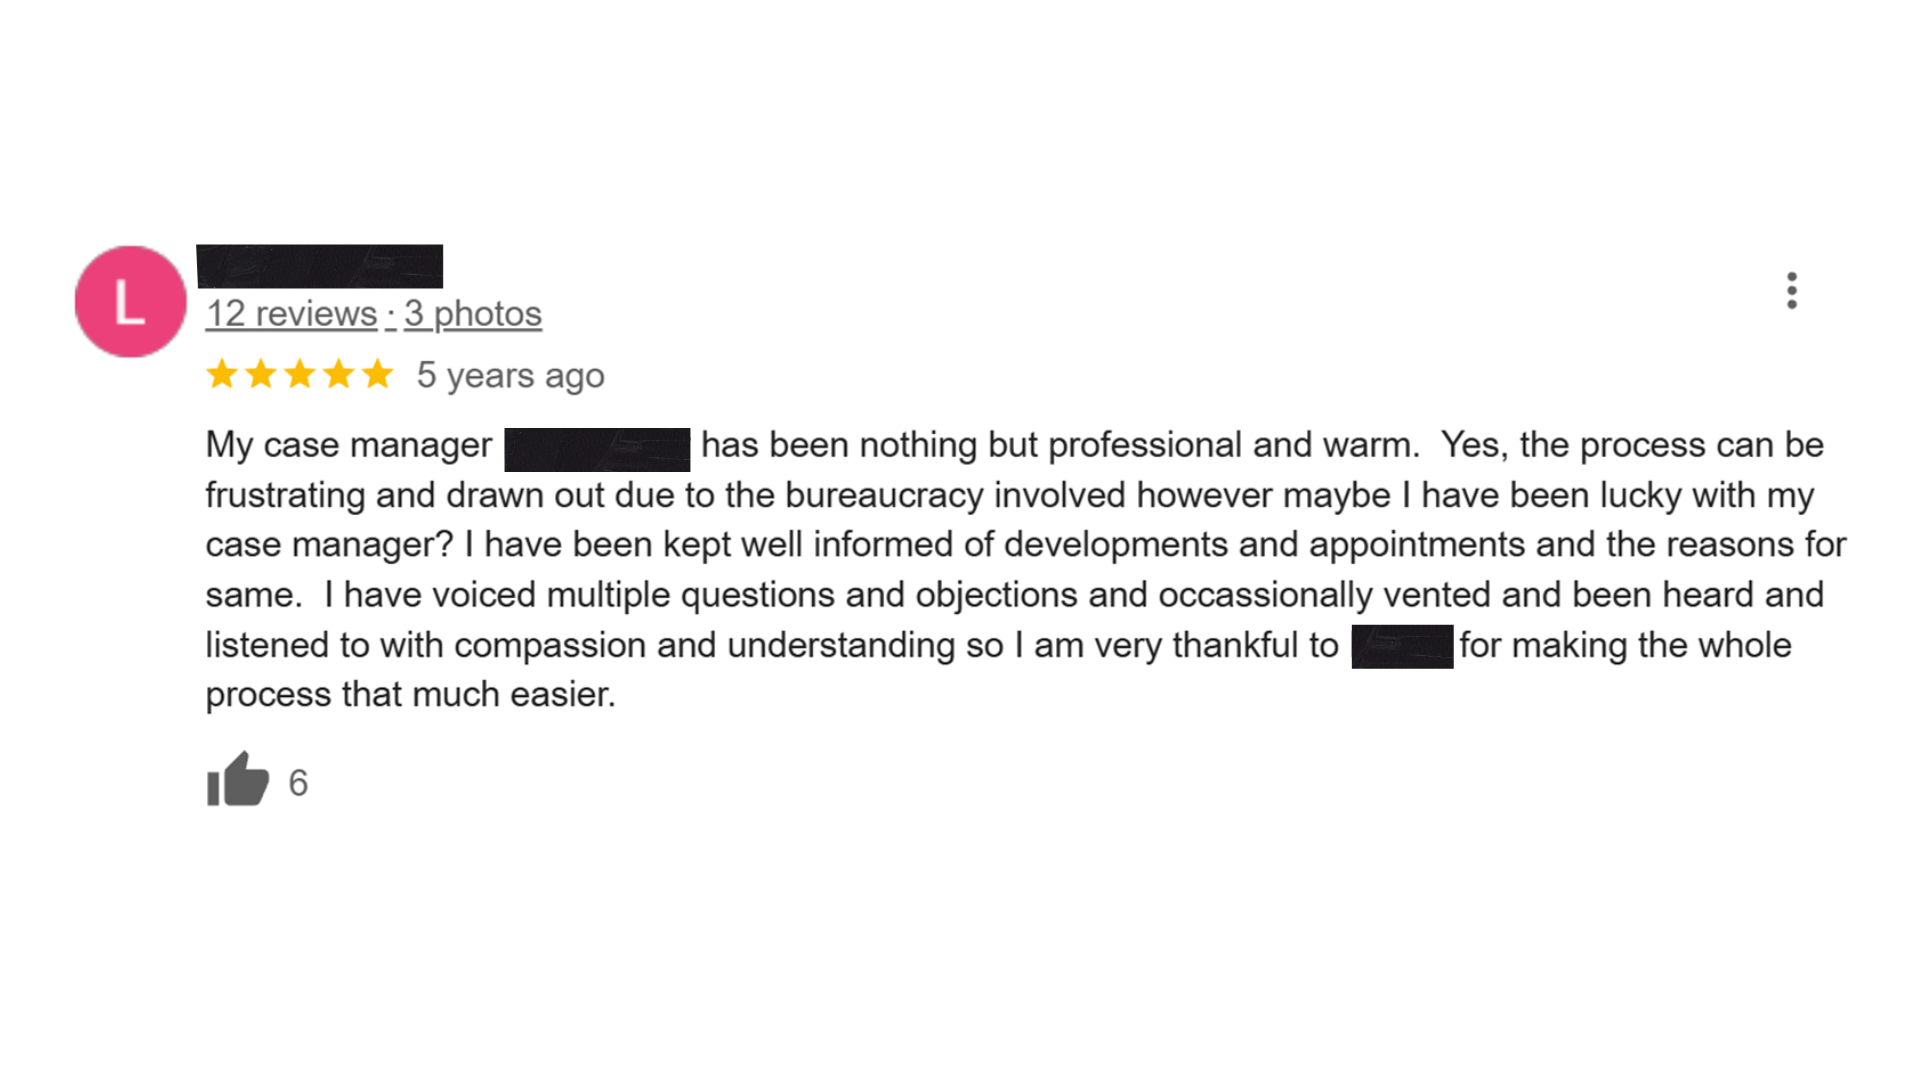 L
12 reviews · 3 photos
5 years ago
My case manager has been nothing but professional and warm.  Yes, the process can be
frustrating and drawn out due to the bureaucracy involved however maybe I have been lucky with my
case manager? I have been kept well informed of developments and appointments and the reasons for
same.  I have voiced multiple questions and objections and occassionally vented and been heard and
listened to with compassion and understanding so I am very thankful to for making the whole
process that much easier.
6